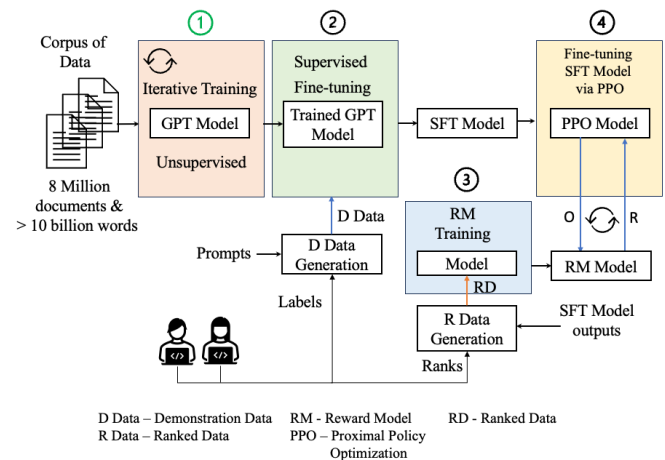 1
2
4
Corpus of
Data
Iterative Training
GPT Model
Unsupervised
Supervised
Fine-tuning
Trained GPT
Model
SFT Model
Fine-tuning
SFT Model
via PPO
PPO Model
8 Million
documents &
> 10 billion words
3
D Data
RM
Training
Model
O
R
Prompts
D Data
Generation
RM Model
RD
Labels
R Data
Generation
SFT Model
outputs
Ranks
D Data – Demonstration Data
RM - Reward Model
RD - Ranked Data
R Data – Ranked Data
PPO – Proximal Policy
Optimization